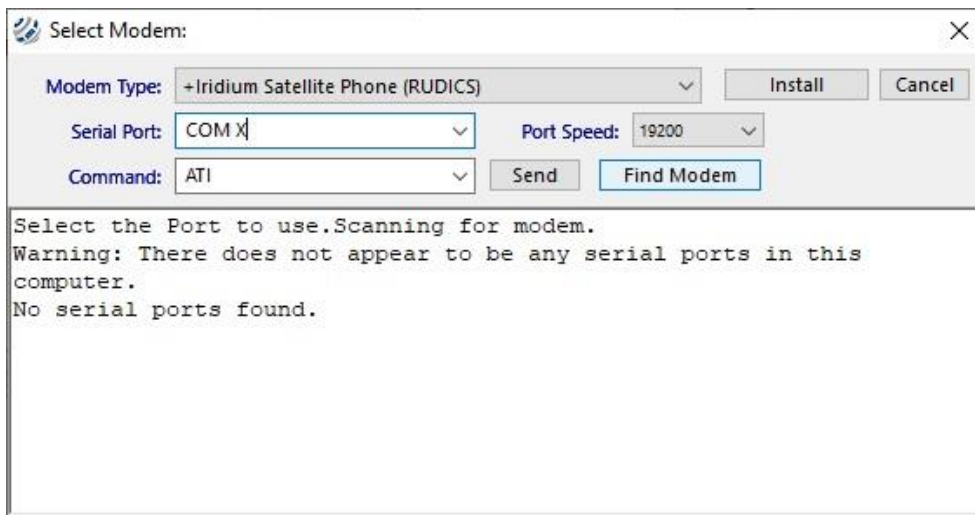 Select Modem:
Modem Type: +Iridium Satellite Phone (RUDICS) Install Cancel
Serial Port: COM X Port Speed: 19200
Command: ATI Send Find Modem
Select the Port to use.Scanning for modem.
Warning: There does not appear to be any serial ports in this
computer.
No serial ports found.